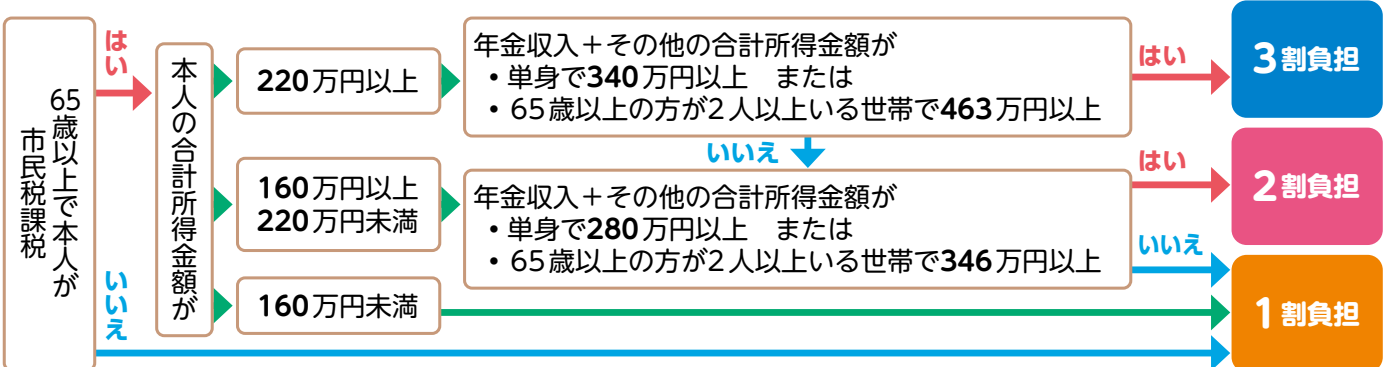 65歳以上で本人が
市民税課税
はい
いいえ
本人の合計所得金額が
220万円以上
年金収入＋その他の合計所得金額が
・単身で340万円以上　または
・65歳以上の方が2人以上いる世帯で463万円以上
はい
3割負担
いいえ
160万円以上
220万円未満
年金収入＋その他の合計所得金額が
・単身で280万円以上　または
・65歳以上の方が2人以上いる世帯で346万円以上
はい
2割負担
いいえ
160万円未満
1割負担